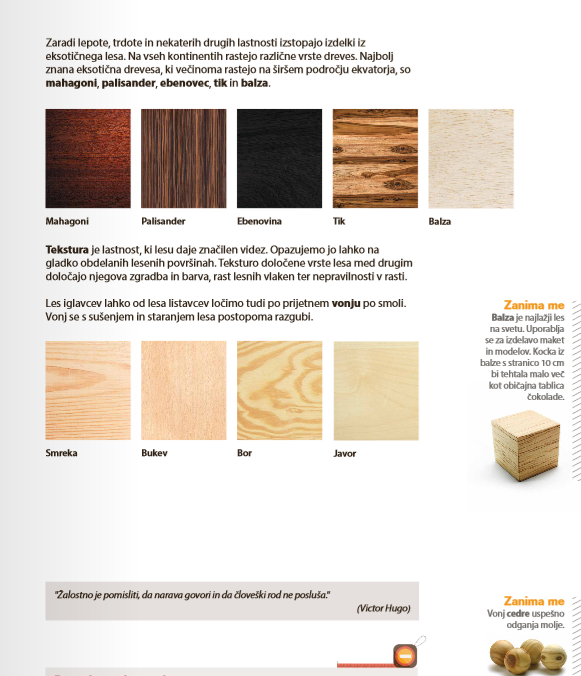 Zaradi lepote, trdote in nekaterih drugih lastnosti izstopajo izdelki iz
eksotičnega lesa. Na vseh kontinentih rastejo različne vrste dreves. Najbolj
znana eksotična drevesa, ki večinoma rastejo na širšem področju ekvatorja, so
mahagoni, palisander, ebenovec, tik in balza.
Mahagoni
Palisander
Ebenovina
Tik
Balza
Tekstura je lastnost, ki lesu daje značilen videz. Opazujemo jo lahko na
gladko obdelanih lesenih površinah. Teksturo določene vrste lesa med drugim
določajo njegova zgradba in barva, rast lesnih vlaken ter nepravilnosti v rasti.
Les iglavcev lahko od lesa listavcev ločimo tudi po prijetnem vonju po smoli.
Vonj se s sušenjem in staranjem lesa postopoma razgubi.
Smreka
Bukev
Bor
Javor
Zanima me
Balza je najlažji les
na svetu. Uporablja
se za izdelavo maket
in modelov. Kocka iz
balze s stranico 10 cm
bi tehtala malo več
kot običajna tablica
čokolade.
"Žalostno je pomisliti, da narava govori in da človeški rod ne posluša."
(Victor Hugo)
Zanima me
Vonj cedre uspešno
odganja molje.